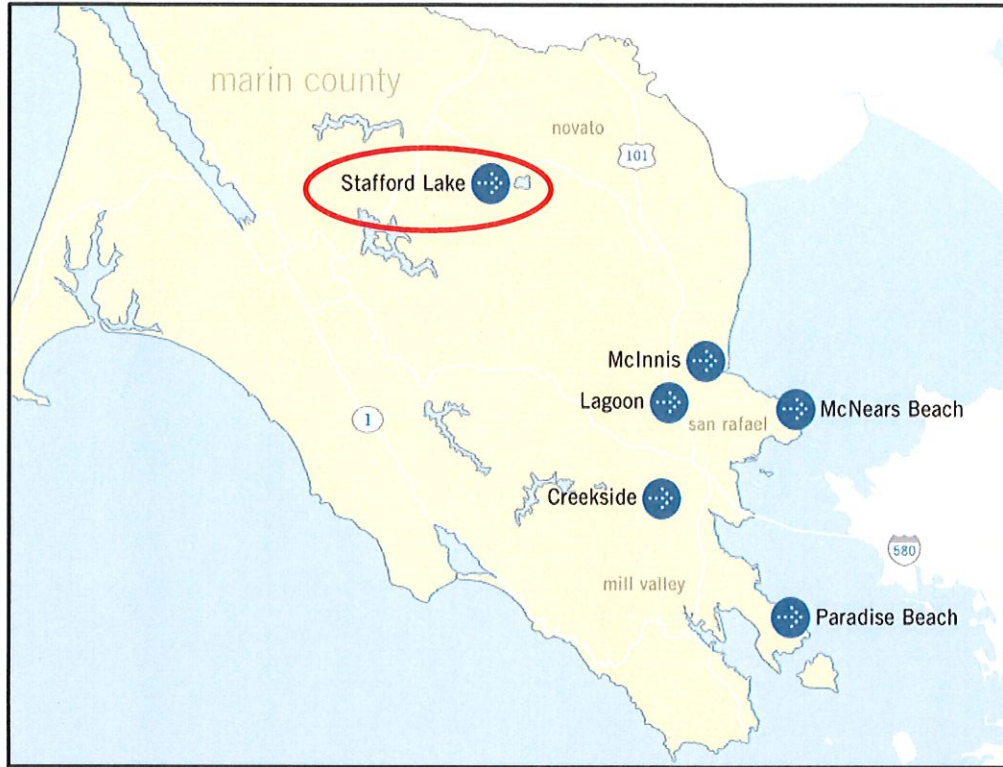 marin county
novato
101
Stafford Lake
McInnis
Lagoon
McNears Beach
san rafael
1
Creekside
580
mill valley
Paradise Beach